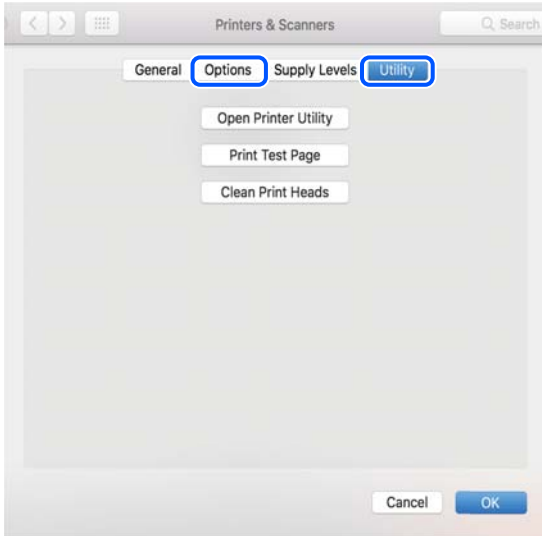 Printers & Scanners Search
General Options Supply Levels Utility
Open Printer Utility
Print Test Page
Clean Print Heads
Cancel OK